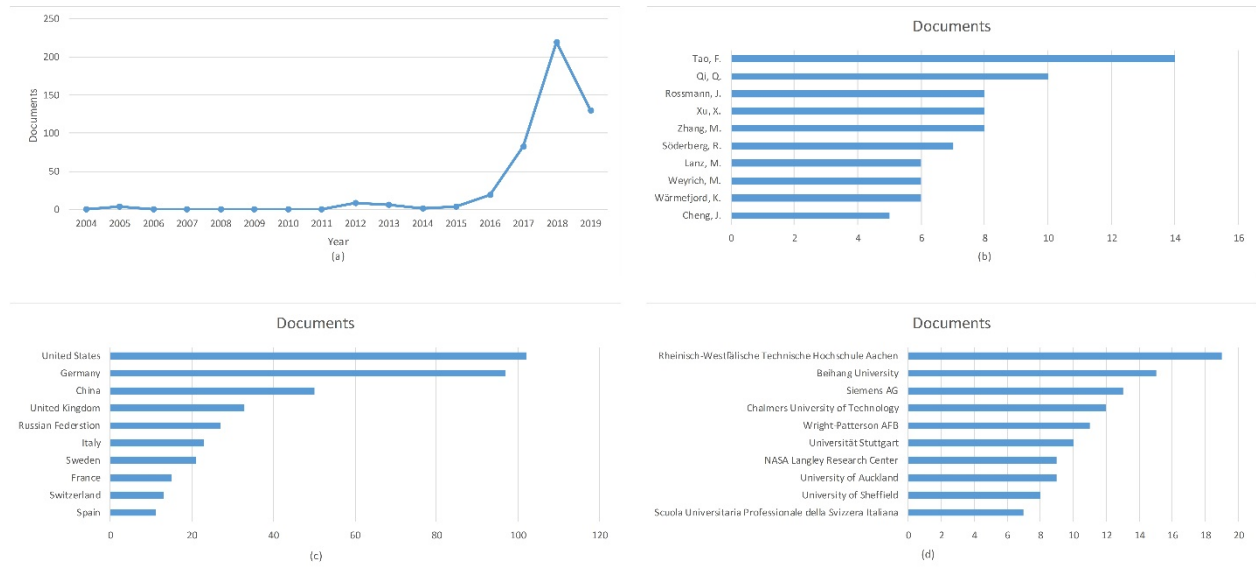 250
200
150
100
50
0
Documents
2004 2005 2006 2007 2008 2009 2010 2011 2012 2013 2014 2015 2016 2017 2018 2019
Year
(a)
Documents
Tao, F.
Qi, Q.
Rossmann, J.
Xu, X.
Zhang, M.
Söderberg, R.
Lanz, M.
Weyrich, M.
Wärmefjord, K.
Cheng, J.
0 2 4 6 8 10 12 14 16
(b)
Documents
United States
Germany
China
United Kingdom
Russian Federstion
Italy
Sweden
France
Switzerland
Spain
0 20 40 60 80 100 120
(c)
Documents
Rheinisch-Westfälische Technische Hochschule Aachen
Beihang University
Siemens AG
Chalmers University of Technology
Wright-Patterson AFB
Universität Stuttgart
NASA Langley Research Center
University of Auckland
University of Sheffield
Scuola Universitaria Professionale della Svizzera Italiana
0 2 4 6 8 10 12 14 16 18 20
(d)